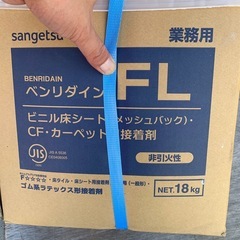 sangetsu
業務用
BENRIDAIN
ベンリダイン
FL
ビニル床シート(メッシュバック)・
CF・カーペット 接着剤
JIS
非引火性
F☆☆☆☆
ゴム系ラテックス形接着剤
NET.18kg